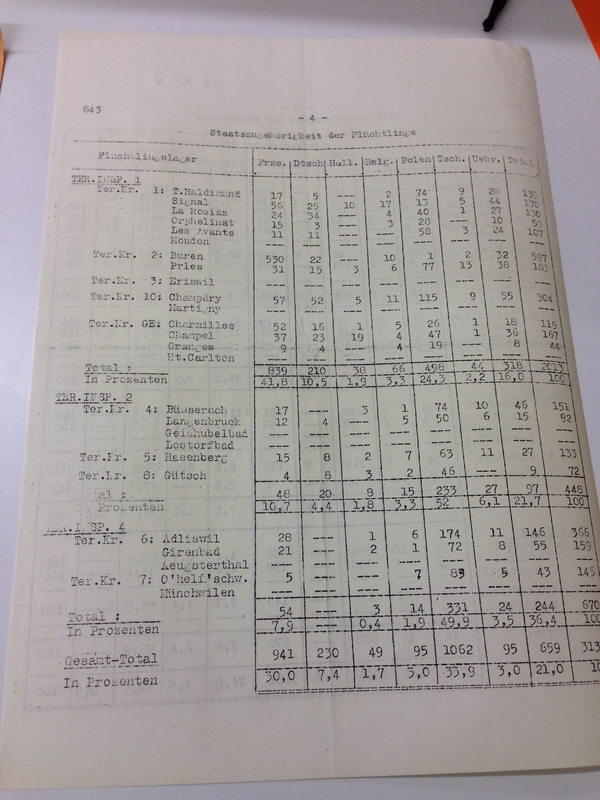 843
- 4 -
Staatszugehörigkeit der Flüchtlinge
Flüchtlingslager Frzs. Dtsch Holl. Belg. Polen Tsch. Uebr. Total
TER.INSP. 1
Ter.Kr. 1: T.Haldimand 17 5 --- 2 74 9 26
Signal 56 25 10 17 13 5 44 170
La Rosiaz 24 34 --- 4 40 1 27 130
Orphelinat 15 3 --- 3 28 --- 10
Les Avants 11 11 --- --- 58 3 24 107
Moudon --- --- --- --- --- --- --- ---
Ter.Kr. 2: Büren 530 22 --- 10 1 2 32 597
Prles 31 15 3 6 77 13 38 183
Ter.Kr. 3: Eriswil --- --- --- --- --- --- --- ---
Ter.Kr. 10: Champéry 57 52 5 11 115 9 55 304
Martigny --- --- --- --- --- --- --- ---
Ter.Kr. GE: Charmilles 52 16 1 5 26 1 18 119
Champel 37 23 19 4 47 1 36 167
Oranges 9 4 --- 4 19 --- 8 44
Mt.Carlton --- --- --- --- --- --- --- ---
Total : 839 210 38 66 498 44 318 2013
In Prozenten 41,8 10,5 1,9 3,3 24,3 2,2 16,0 100
TER.INSP. 2
Ter.Kr. 4: Büsserach 17 --- 3 1 74 10 46 151
Langenbruck 12 4 --- 5 50 6 15 92
Geishubelbad --- --- --- --- --- --- --- ---
Lostorfbad --- --- --- --- --- --- --- ---
Ter.Kr. 5: Hasenberg 15 8 2 7 63 11 27 133
Ter.Kr. 8: Gütsch 4 8 3 2 46 --- 9 72
tal : 48 20 8 15 233 27 97 448
Prozenten 10,7 4,4 1,8 3,3 52 6,1 21,7 100
INSP. 4
Ter.Kr. 6: Adliswil 28 --- 1 6 174 11 146 366
Girenbad 21 --- 2 1 72 8 55 159
Aeugsterthal --- --- --- --- --- --- --- ---
Ter.Kr. 7: O'helf.'schw. 5 --- --- 7 85 5 43 145
Münchwilen --- --- --- --- --- --- --- ---
Total : 54 --- 3 14 331 24 244 670
In Prozenten 7,9 --- 0,4 1,9 49,9 3,5 36,4 100
Gesamt-Total 941 230 49 95 1062 95 659 313
In Prozenten 30,0 7,4 1,7 3,0 33,9 3,0 21,0 10